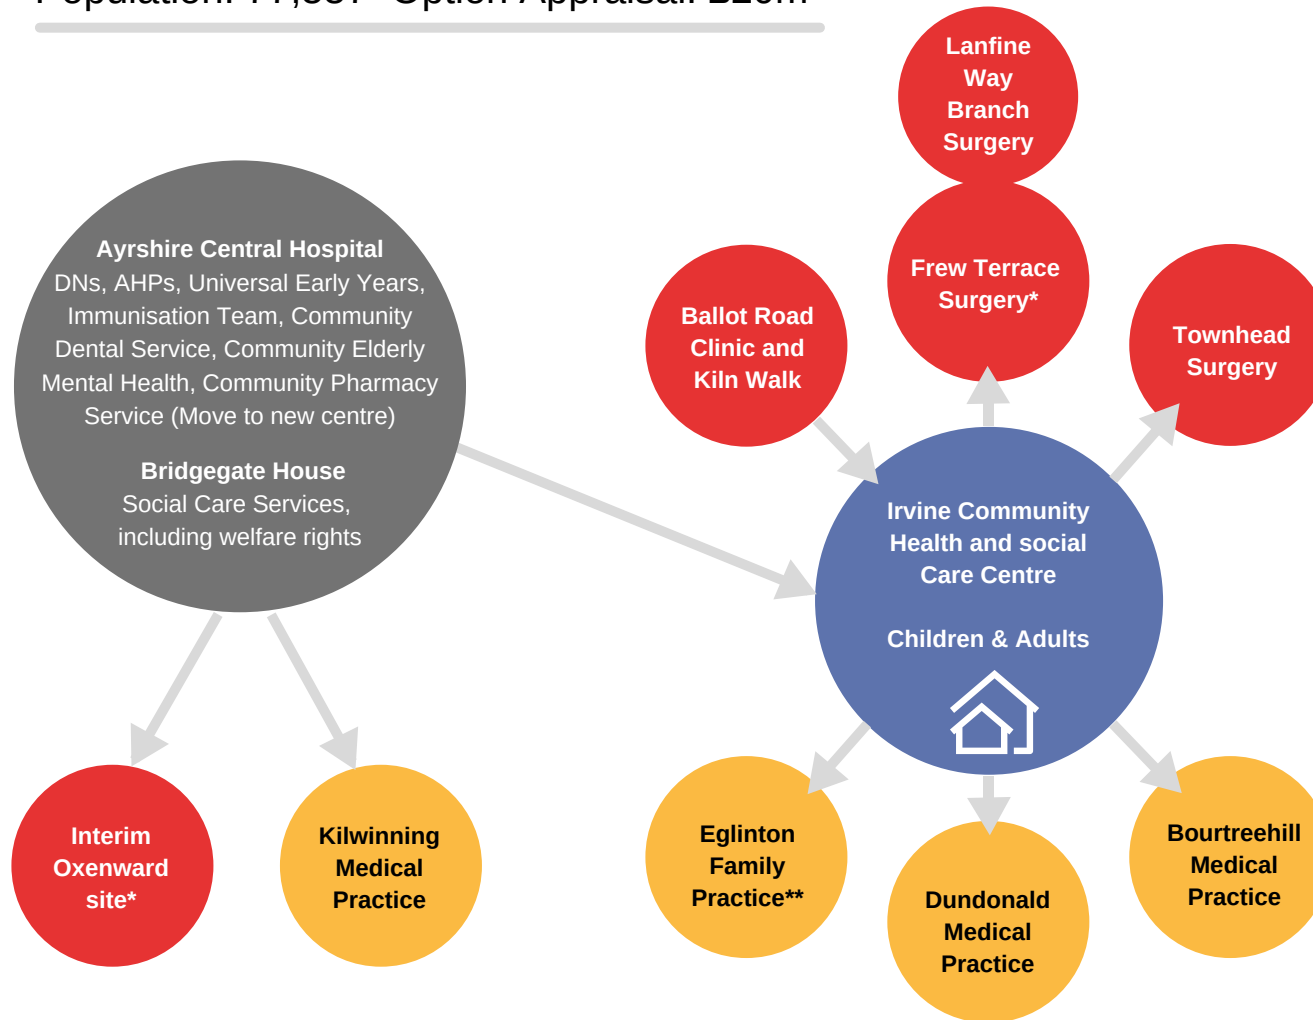 Population: Option Appraisal:
Lanfine
Way
Branch
Surgery
Frew Terrace
Surgery*
Ballot Road
Clinic and
Kiln Walk
Townhead
Surgery
Ayrshire Central Hospital
DNs, AHPs, Universal Early Years,
Immunisation Team, Community
Dental Service, Community Elderly
Mental Health, Community Pharmacy
Service (Move to new centre)
Bridgegate House
Social Care Services,
including welfare rights
Irvine Community
Health and social
Care Centre
Children & Adults
Interim
Oxenward
site*
Kilwinning
Medical
Practice
Eglinton
Family
Practice**
Dundonald
Medical
Practice
Bourtreehill
Medical
Practice